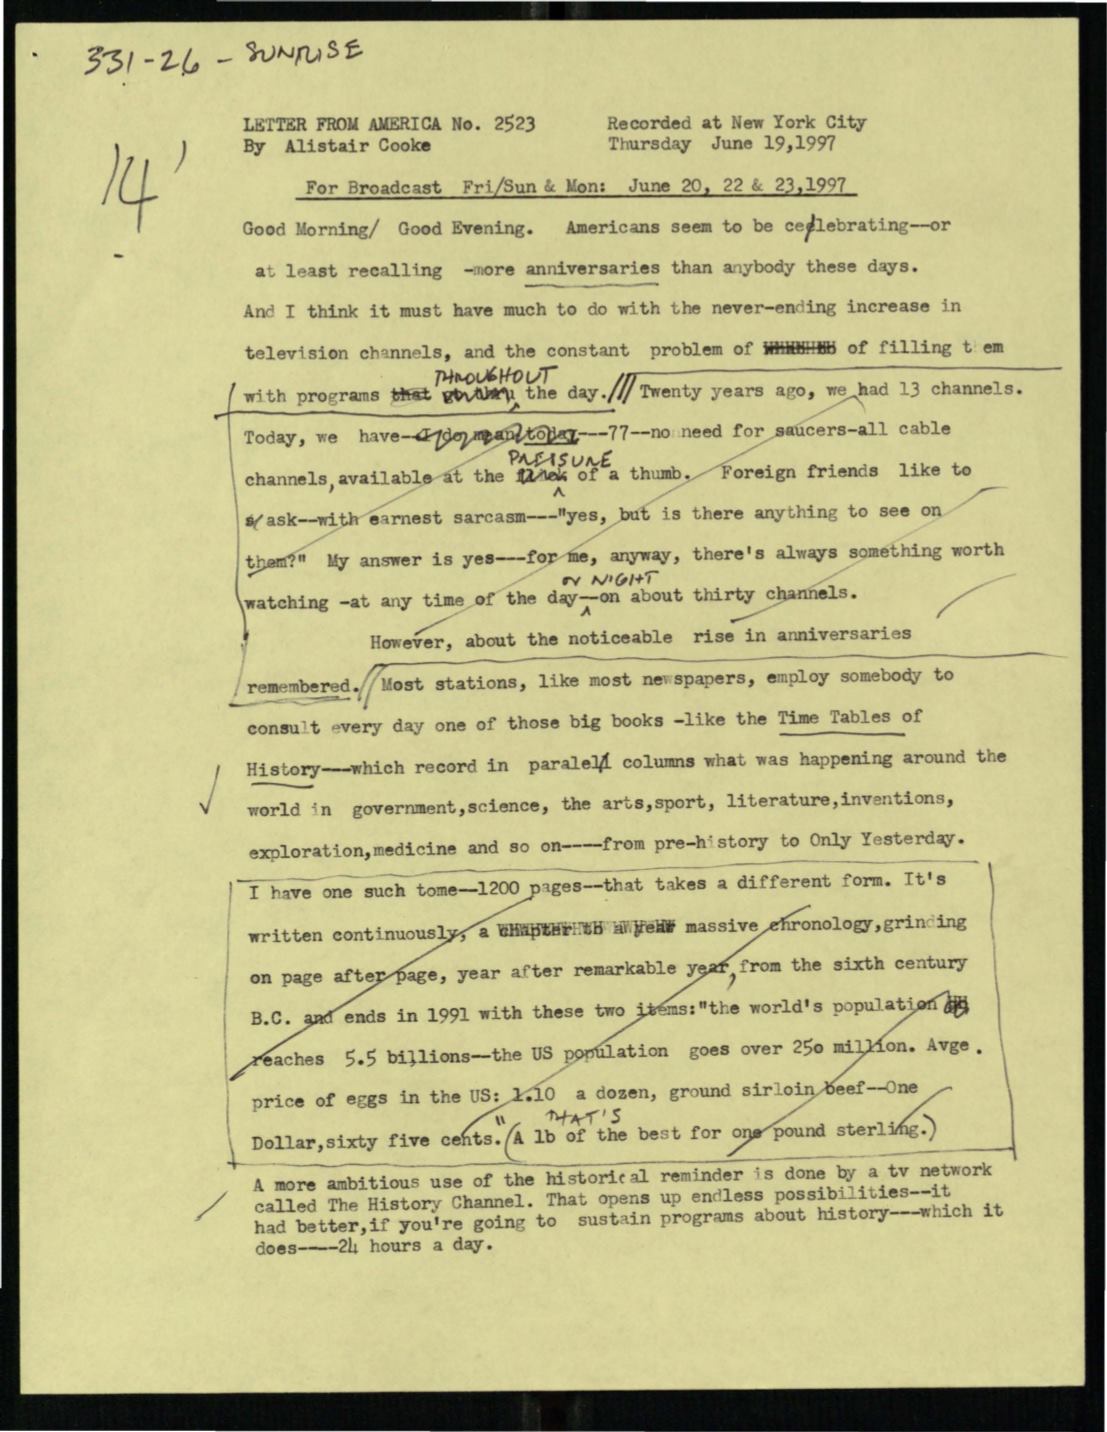 331-26 - SUNRISE
LETTER FROM AMERICA No. 2523 Recorded at New York City
By Alistair Cooke Thursday June 19,1997
14'
For Broadcast Fri/Sun & Mon: June 20, 22 & 23,1997
Good Morning/ Good Evening. Americans seem to be celebrating--or
at least recalling -more anniversaries than anybody these days.
And I think it must have much to do with the never-ending increase in
television channels, and the constant problem of of filling t em
THROUGHOUT
with programs that the day./// Twenty years ago, we had 13 channels.
Today, we have--I do mean today---77--no need for saucers-all cable
PRESSURE
channels,available at the of a thumb. Foreign friends like to
ask--with earnest sarcasm---"yes, but is there anything to see on
them?" My answer is yes---for me, anyway, there's always something worth
or NIGHT
watching -at any time of the day--on about thirty channels.
However, about the noticeable rise in anniversaries
remembered.// Most stations, like most newspapers, employ somebody to
consult every day one of those big books -like the Time Tables of
History---which record in paralell columns what was happening around the
world in government,science, the arts,sport, literature,inventions,
exploration,medicine and so on----from pre-history to Only Yesterday.
I have one such tome--1200 pages--that takes a different form. It's
written continuously, a chapter to a year massive chronology,grinding
on page after page, year after remarkable year,from the sixth century
B.C. and ends in 1991 with these two items:"the world's population
reaches 5.5 billions--the US population goes over 250 million. Avge.
price of eggs in the US: 1.10 a dozen, ground sirloin beef--One
THAT'S
Dollar,sixty five cents."(A lb of the best for one pound sterling.)
A more ambitious use of the historical reminder is done by a tv network
called The History Channel. That opens up endless possibilities--it
had better,if you're going to sustain programs about history---which it
does----24 hours a day.